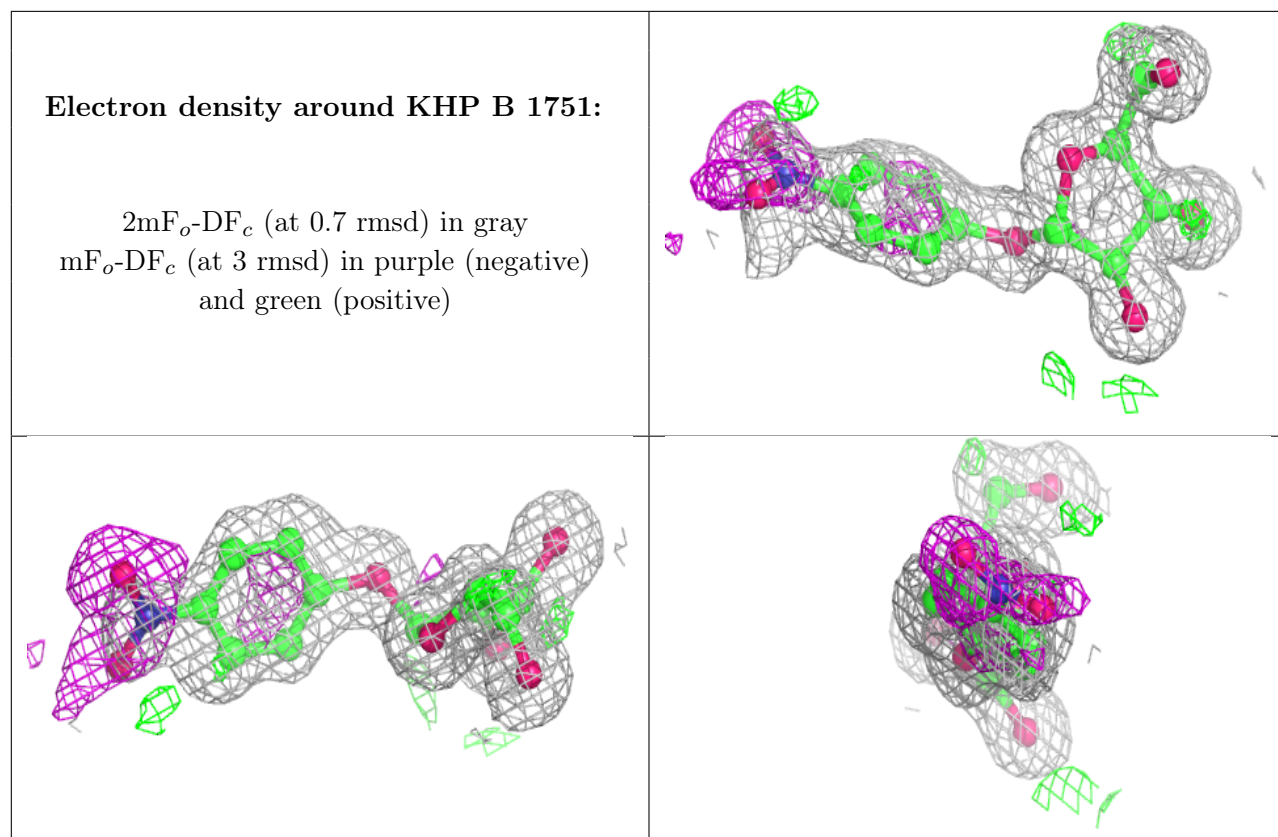 Electron density around KHP B 1751:
2mFo-DFc (at 0.7 rmsd) in gray
mFo-DFc (at 3 rmsd) in purple (negative)
and green (positive)